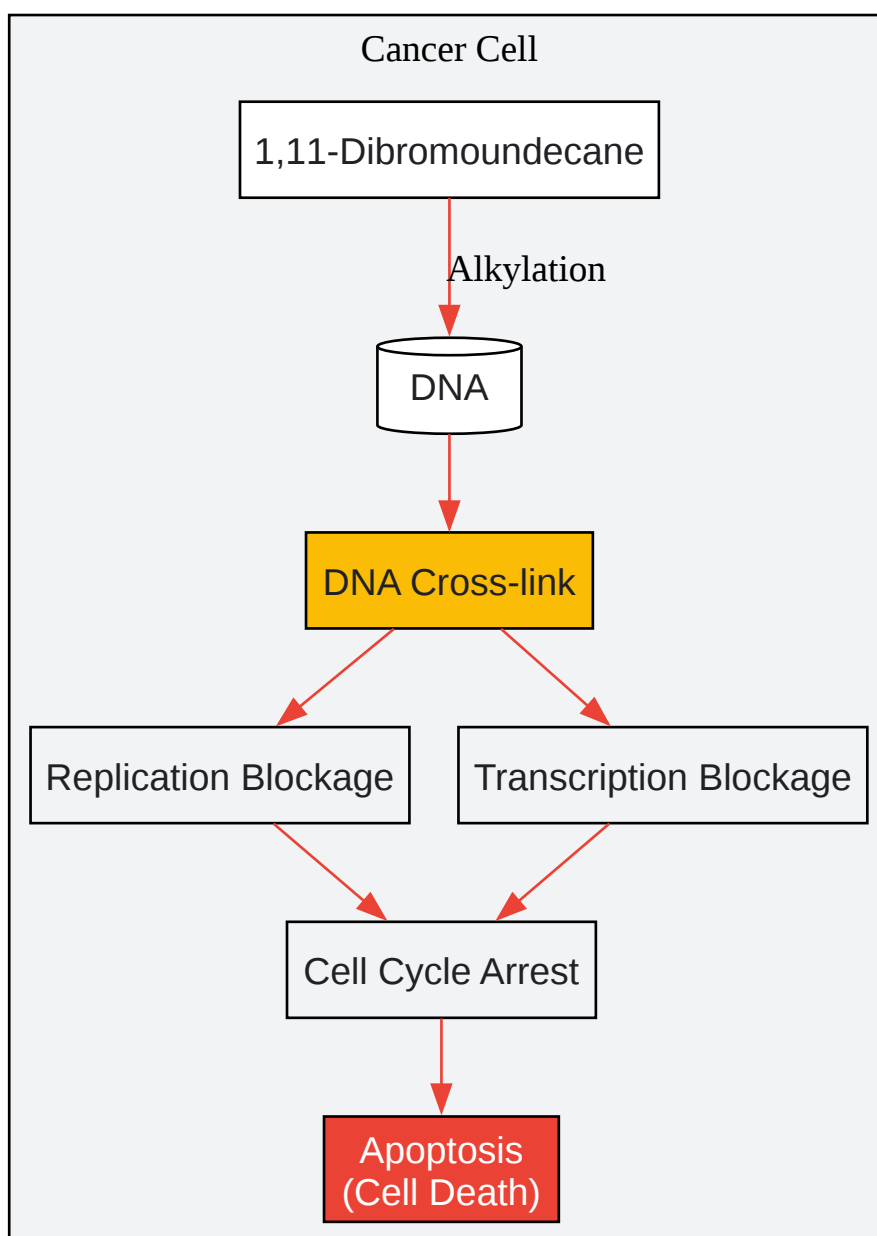 Cancer Cell
1,11-Dibromoundecane
Alkylation
DNA
DNA Cross-link
Replication Blockage
Transcription Blockage
Cell Cycle Arrest
Apoptosis
(Cell Death)